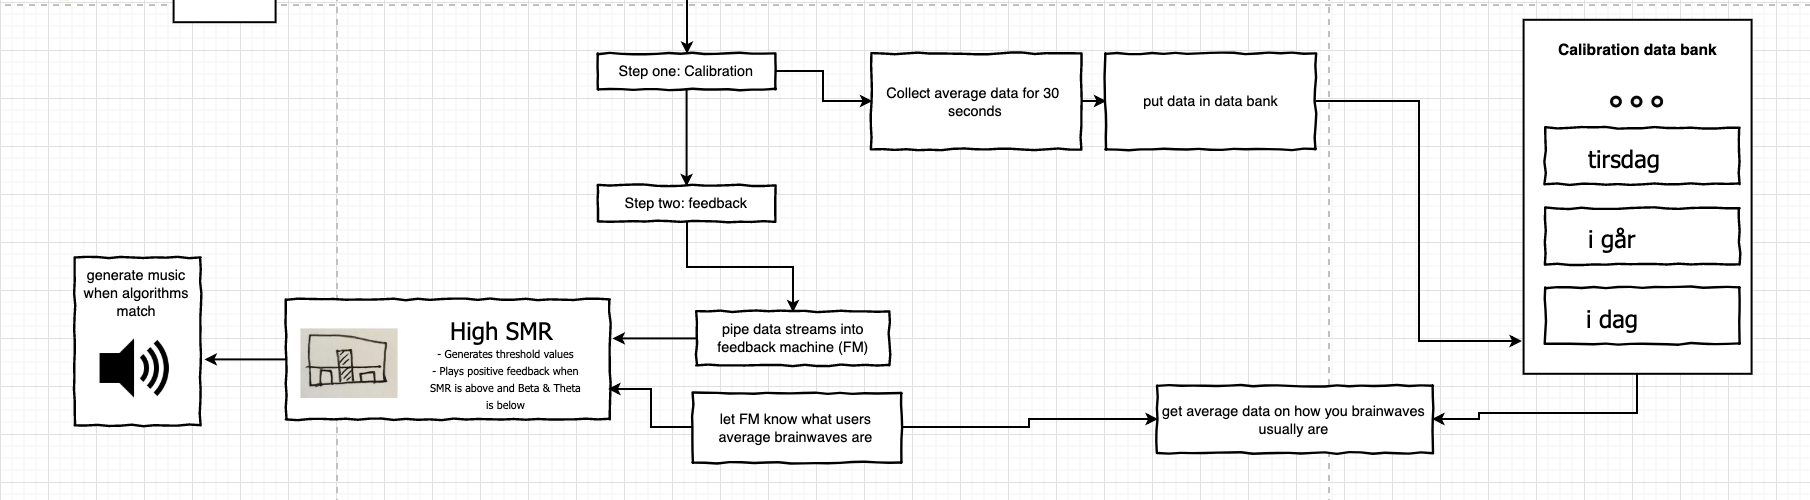 Step one: Calibration
Collect average data for 30
seconds
put data in data bank
Calibration data bank
tirsdag
i går
i dag
Step two: feedback
generate music
when algorithms
match
High SMR
- Generates threshold values
- Plays positive feedback when
SMR is above and Beta & Theta
is below
pipe data streams into
feedback machine (FM)
let FM know what users
average brainwaves are
get average data on how you brainwaves
usually are